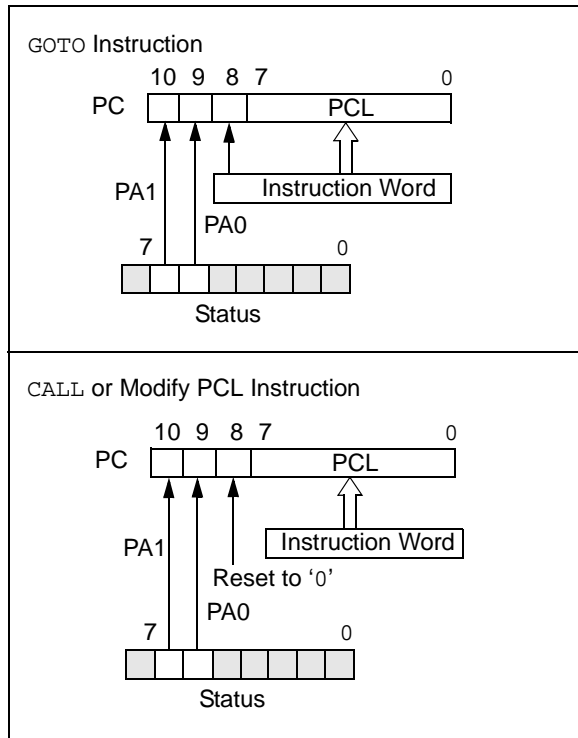 GOTO Instruction
10 9 8 7 0
PC PCL
Instruction Word
PA1
PA0
7 0
Status
CALL or Modify PCL Instruction
10 9 8 7 0
PC PCL
Instruction Word
PA1
Reset to ‘0’
PA0
7 0
Status